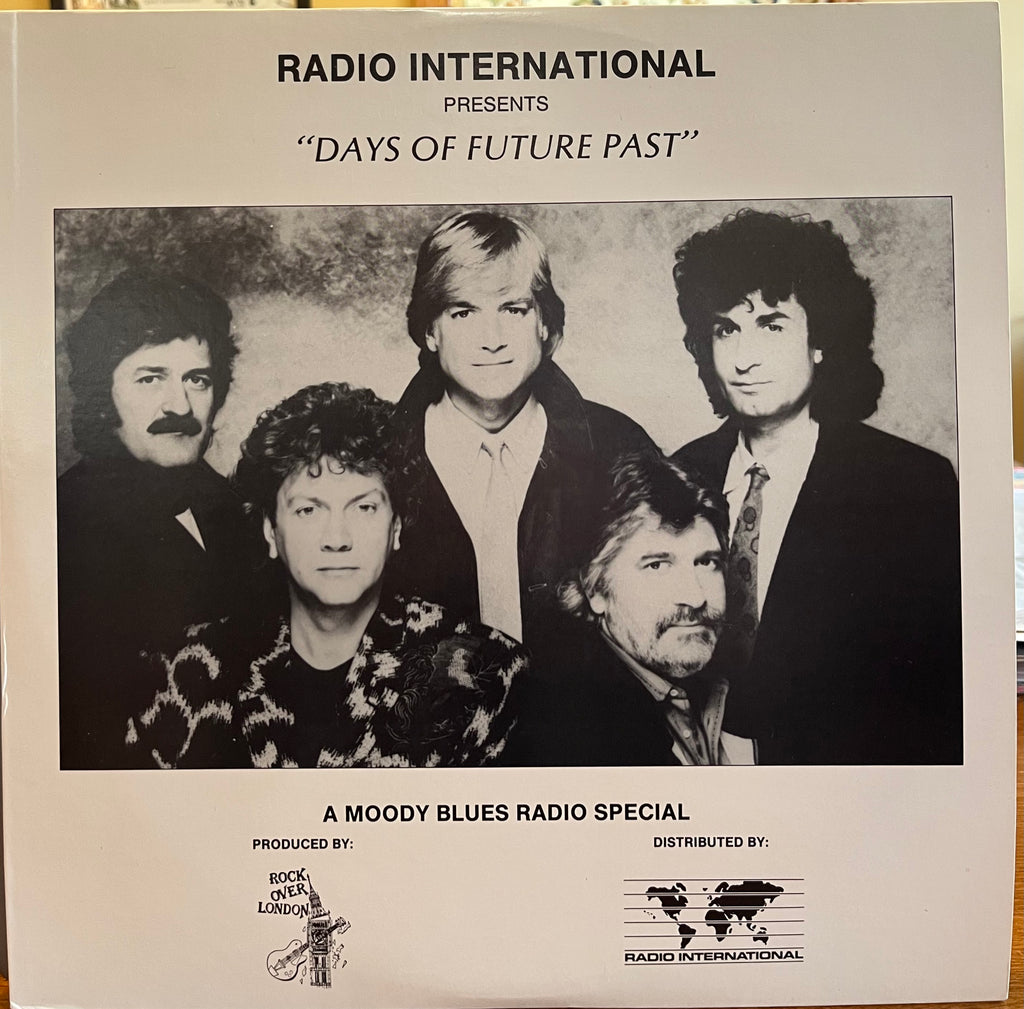 RADIO INTERNATIONAL
PRESENTS
“DAYS OF FUTURE PAST”
A MOODY BLUES RADIO SPECIAL
PRODUCED BY:
DISTRIBUTED BY:
ROCK
OVER
LONDON
RADIO INTERNATIONAL